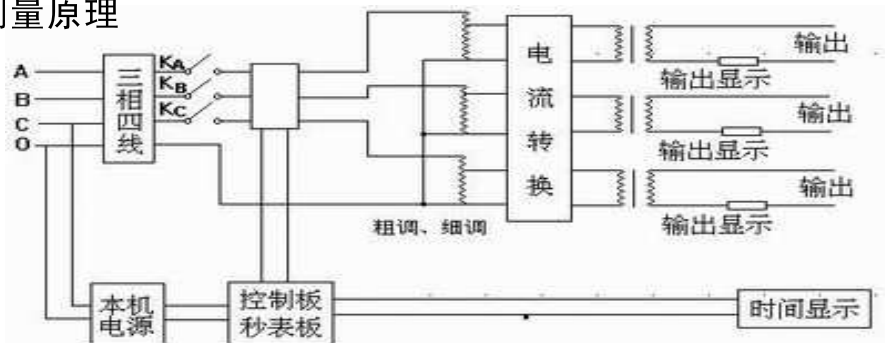 量原理
A
B
C
O
三相四线
KA
KB
KC
电流转换
输出
输出显示
输出
输出显示
输出
输出显示
粗调、细调
本机电源
控制板
秒表板
时间显示